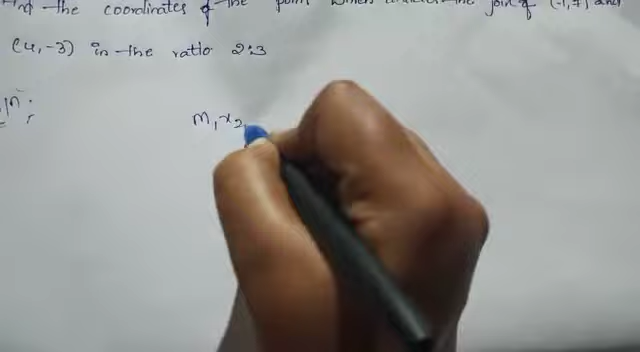 Find the coordinates of the point which divides the join of (-1,7) and
(4,-3) in the ratio 2:3
m₁x₂